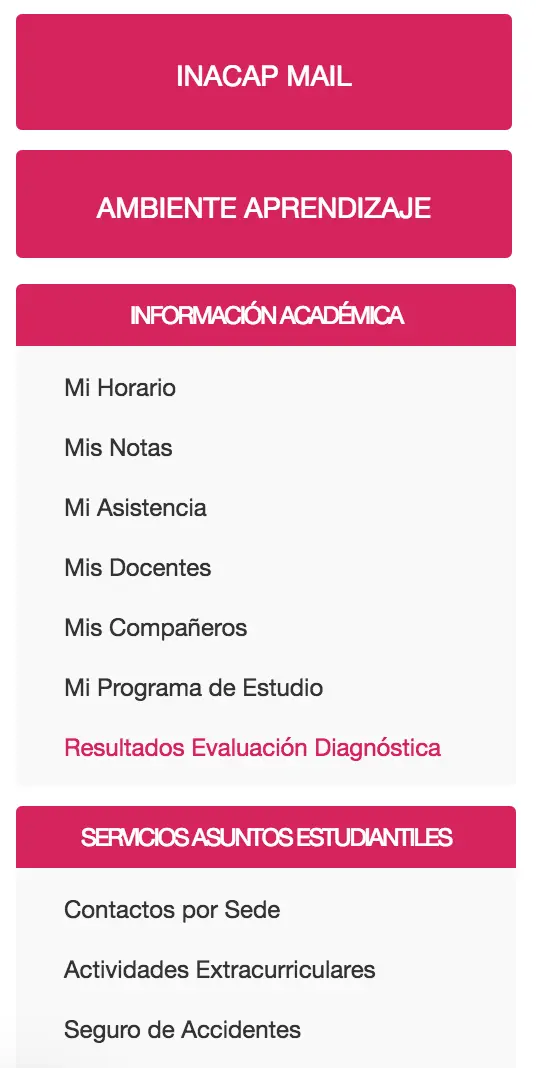 INACAP MAIL
AMBIENTE APRENDIZAJE
INFORMACIÓN ACADÉMICA
Mi Horario
Mis Notas
Mi Asistencia
Mis Docentes
Mis Compañeros
Mi Programa de Estudio
Resultados Evaluación Diagnóstica
SERVICIOS ASUNTOS ESTUDIANTILES
Contactos por Sede
Actividades Extracurriculares
Seguro de Accidentes